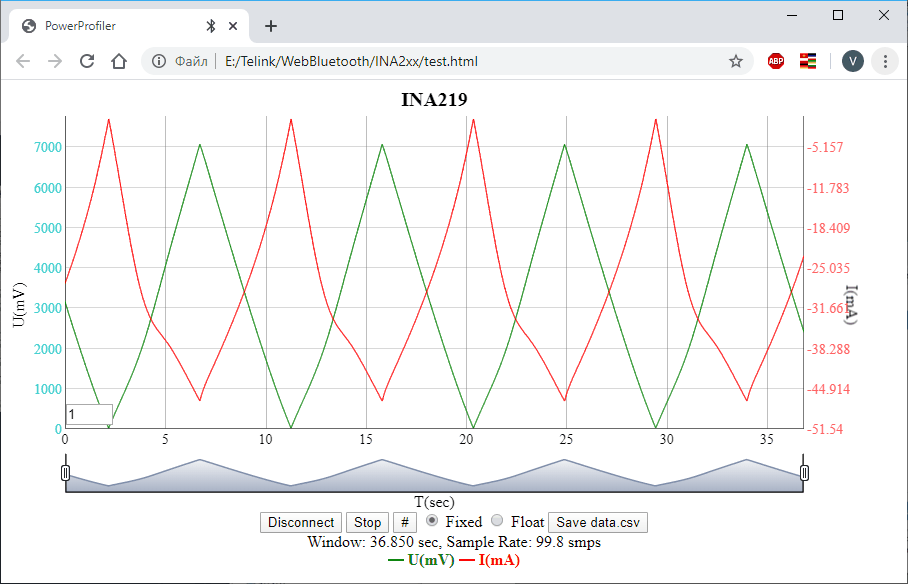 PowerProfiler
Файл E:/Telink/WebBluetooth/INA2xx/test.html
ABP
V
INA219
7000
6000
5000
4000
3000
2000
1000
0
U(mV)
-5.157
-11.783
-18.409
-25.035
-31.661
-38.288
-44.914
-51.54
I(mA)
1
0 5 10 15 20 25 30 35
T(sec)
Disconnect Stop # Fixed Float Save data.csv
Window: 36.850 sec, Sample Rate: 99.8 smps
U(mV) I(mA)